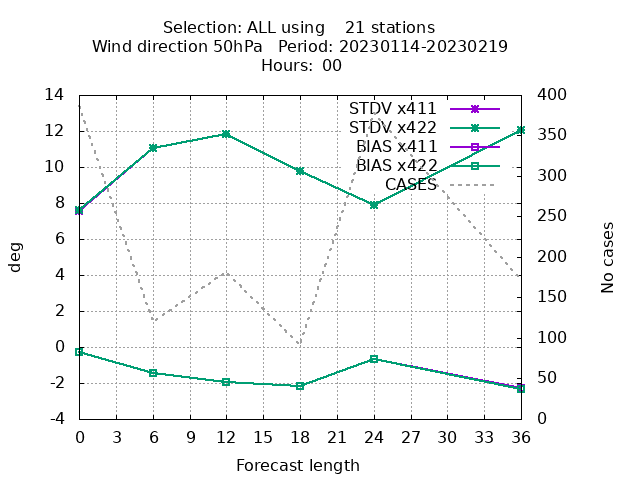 Selection: ALL using    21 stations
Wind direction 50hPa   Period: 20230114-20230219
Hours: 00
14
12
10
8
6
4
2
0
-2
-4
deg
STDV x411
STDV x422
BIAS x411
BIAS x422
CASES
400
350
300
250
200
150
100
50
0
No cases
0 3 6 9 12 15 18 21 24 27 30 33 36
Forecast length